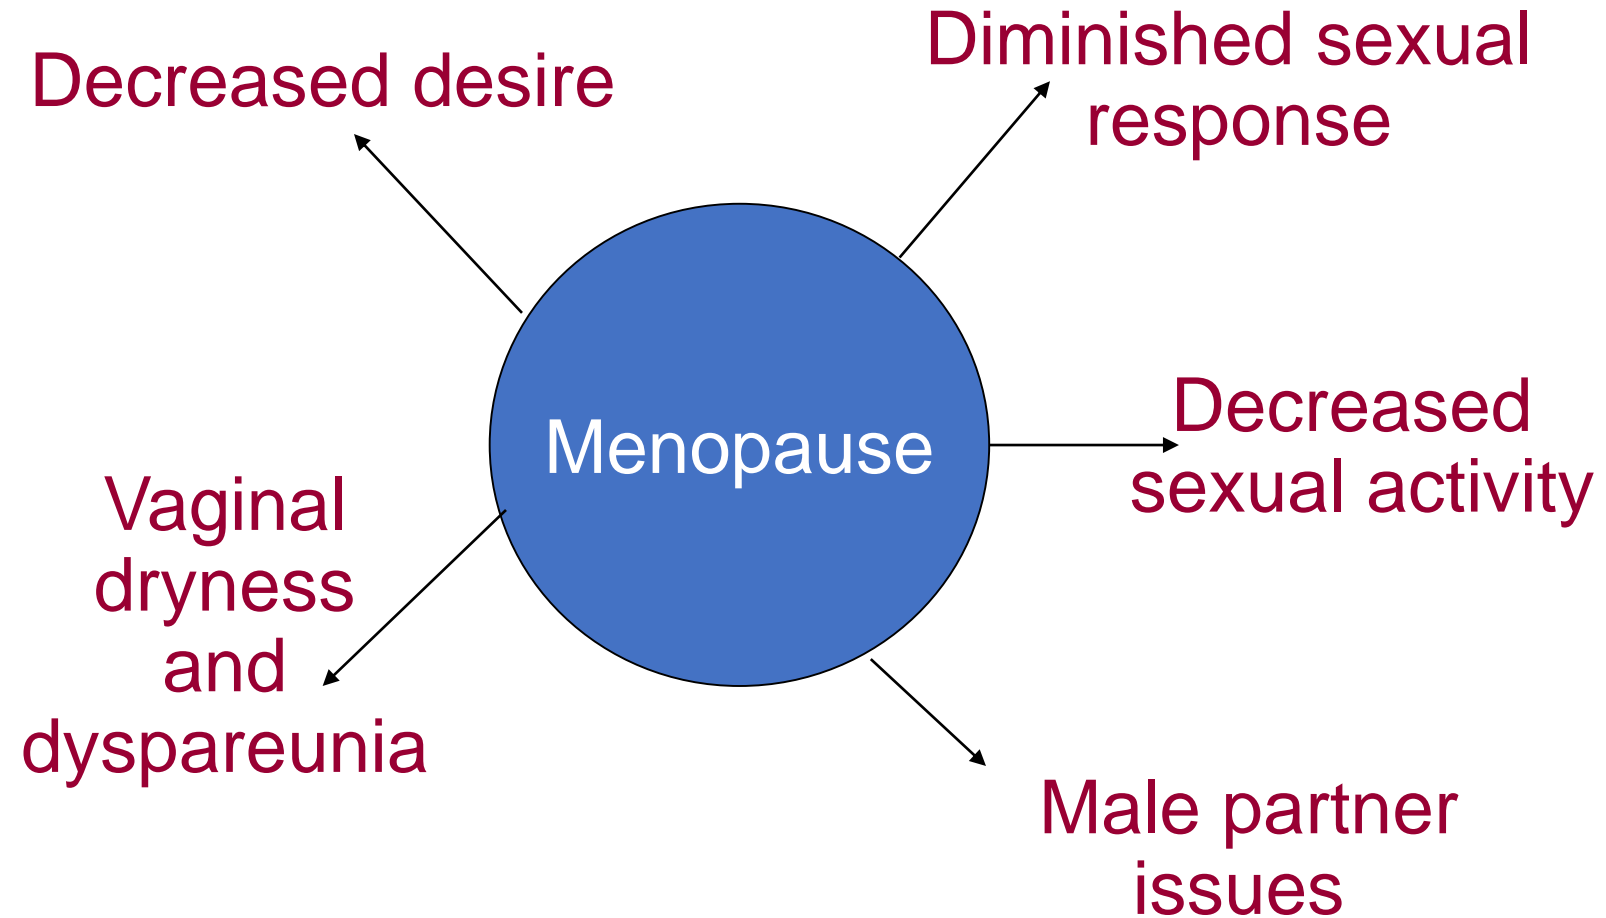 Decreased desire
Diminished sexual
response
Menopause
Decreased
sexual activity
Vaginal
dryness
and
dyspareunia
Male partner
issues